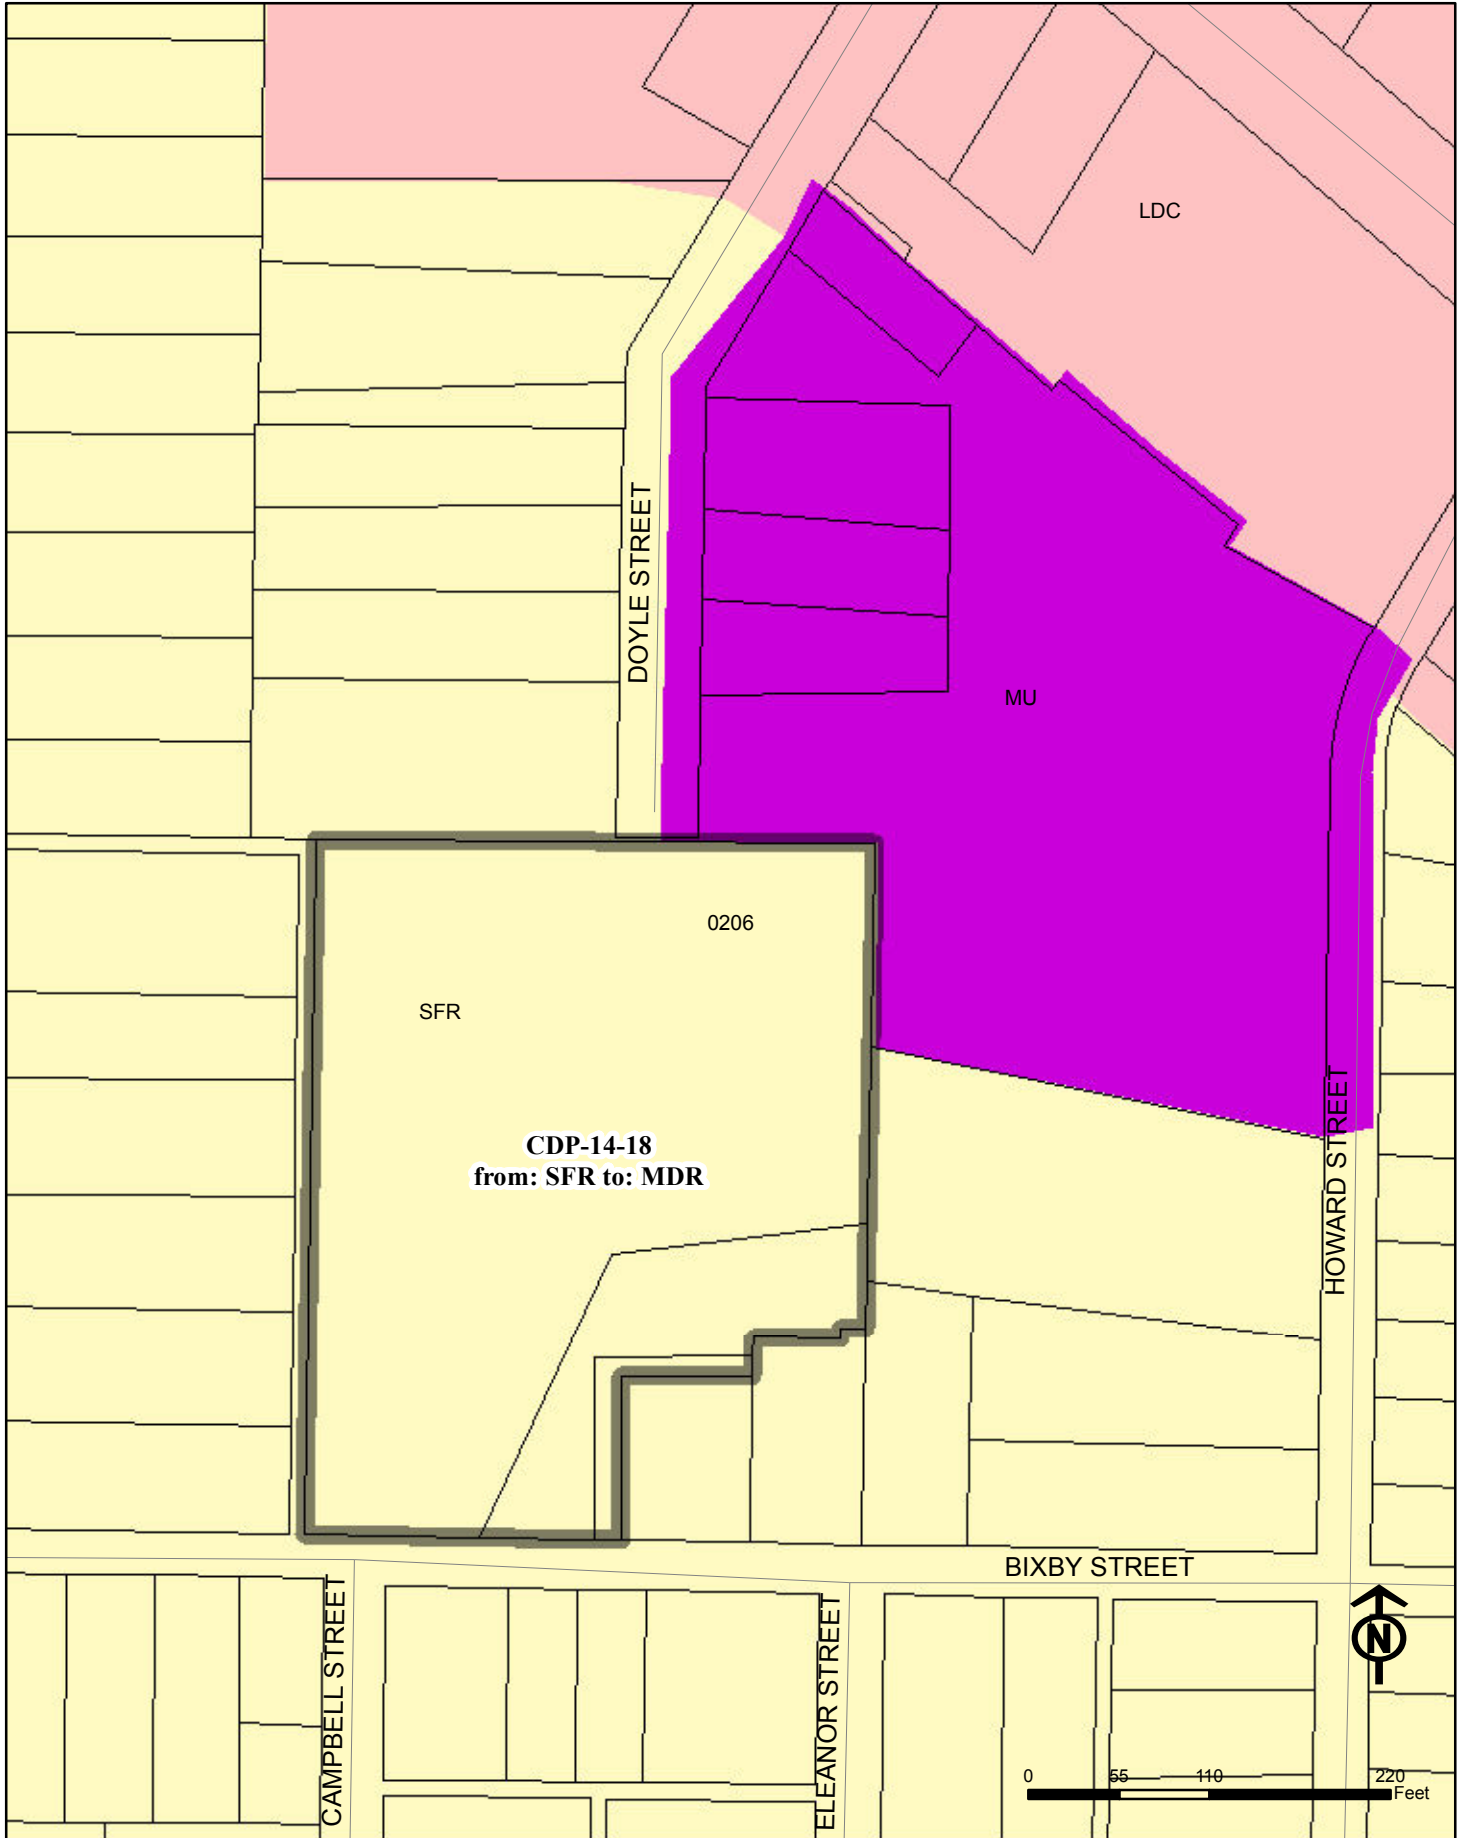 LDC
DOYLE STREET
MU
0206
SFR
CDP-14-18
from: SFR to: MDR
HOWARD STREET
BIXBY STREET
CAMPBELL STREET
ELEANOR STREET
N
0 55 110 220
Feet